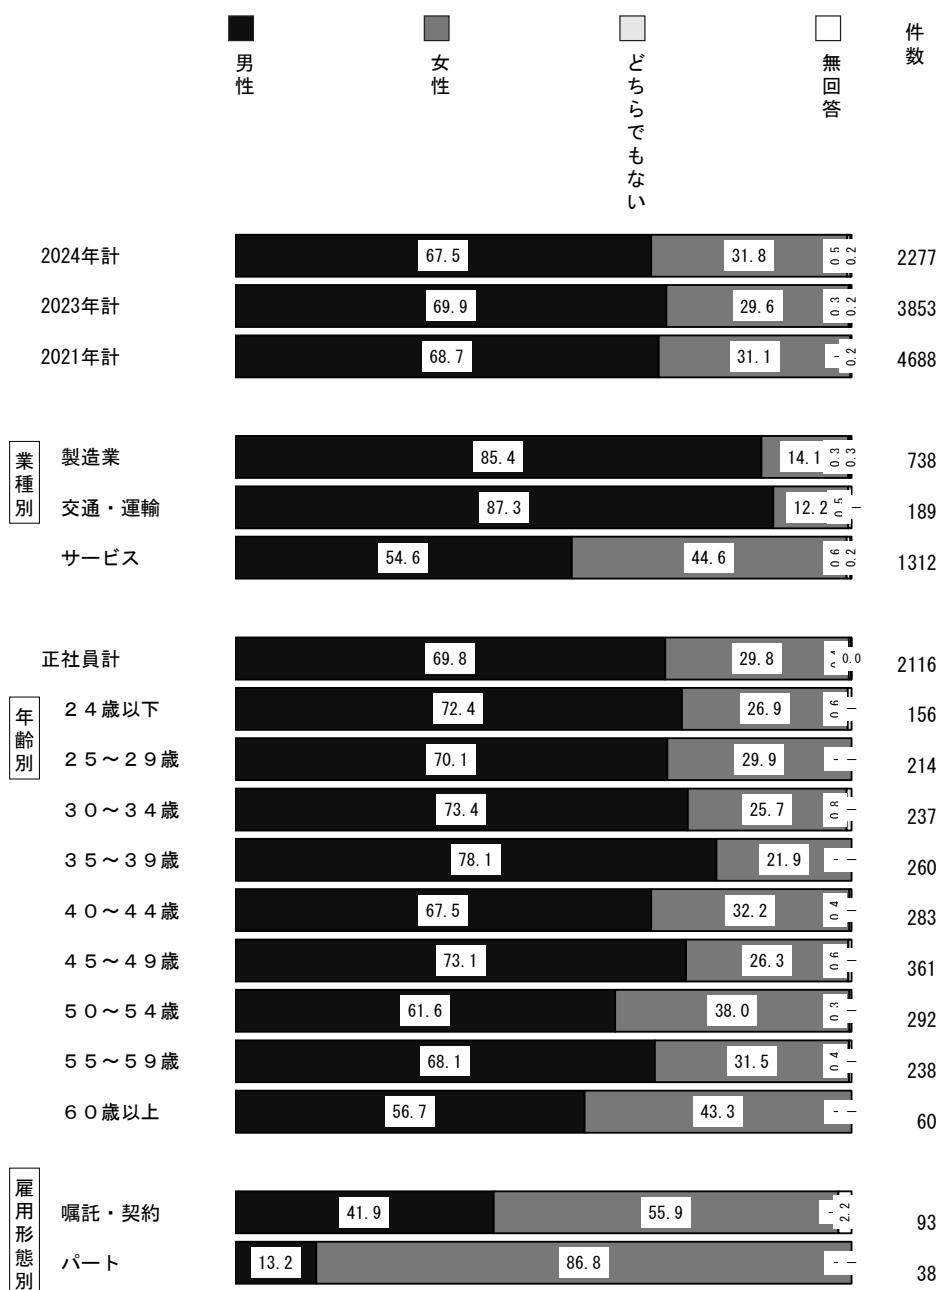 男性 女性 どちらでもない 無回答 件数
2024年計 67.5 31.8 0.5 0.2 2277
2023年計 69.9 29.6 0.3 0.2 3853
2021年計 68.7 31.1 - 0.2 4688
業種別
製造業 85.4 14.1 0.3 0.3 738
交通・運輸 87.3 12.2 0.5 - 189
サービス 54.6 44.6 0.6 0.2 1312
正社員計 69.8 29.8 0.4 0.0 2116
年齢別
24歳以下 72.4 26.9 0.6 - 156
25～29歳 70.1 29.9 - - 214
30～34歳 73.4 25.7 0.8 - 237
35～39歳 78.1 21.9 - - 260
40～44歳 67.5 32.2 0.4 - 283
45～49歳 73.1 26.3 0.6 - 361
50～54歳 61.6 38.0 0.3 - 292
55～59歳 68.1 31.5 0.4 - 238
60歳以上 56.7 43.3 - - 60
雇用形態別
嘱託・契約 41.9 55.9 - 2.2 93
パート 13.2 86.8 - - 38